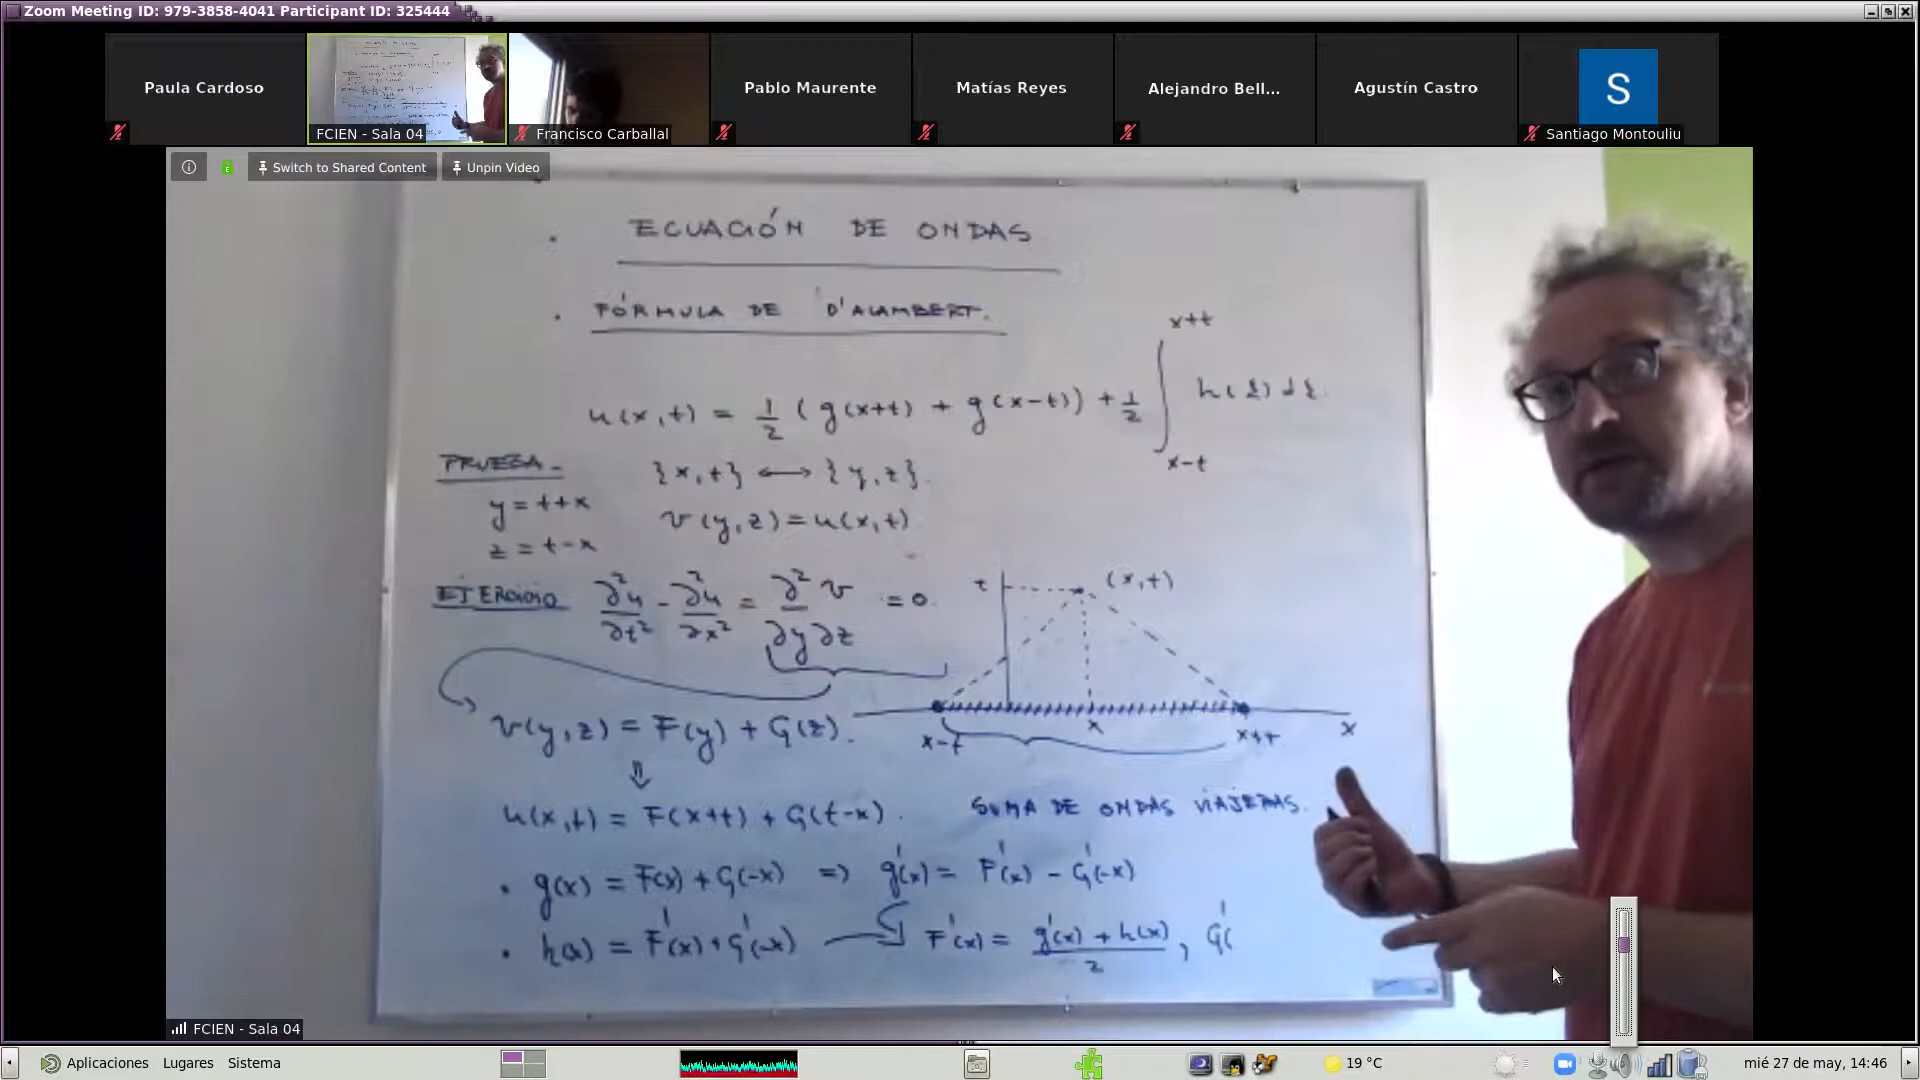 Zoom Meeting ID: 979-3858-4041 Participant ID: 325444
Paula Cardoso
FCIEN - Sala 04
Francisco Carballal
Pablo Maurente
Matías Reyes
Alejandro Bell...
Agustín Castro
S
Santiago Montouliu
Switch to Shared Content
Unpin Video
ECUACIÓN DE ONDAS
FÓRMULA DE D'ALAMBERT.
u(x,t) = 1/2 (g(x+t) + g(x-t)) + 1/2 ∫ x-t x+t h(ξ) dξ.
PRUEBA.-
{x,t} ⟷ {y,z}.
y = t+x
v(y,z) = u(x,t)
z = t-x
EJERCICIO ∂²u/∂t² - ∂²u/∂x² = ∂²v/∂y∂z = 0.
t (x,t)
v(y,z) = F(y) + G(z).
x-t x x+t x
⇓
u(x,t) = F(x+t) + G(t-x). SUMA DE ONDAS VIAJERAS.
• g(x) = F(x) + G(-x) ⇒ g'(x) = F'(x) - G'(-x)
• h(x) = F'(x) + G'(-x) → F'(x) = (g'(x) + h(x))/2, G'(
FCIEN - Sala 04
Aplicaciones Lugares Sistema
19 °C
mié 27 de may, 14:46